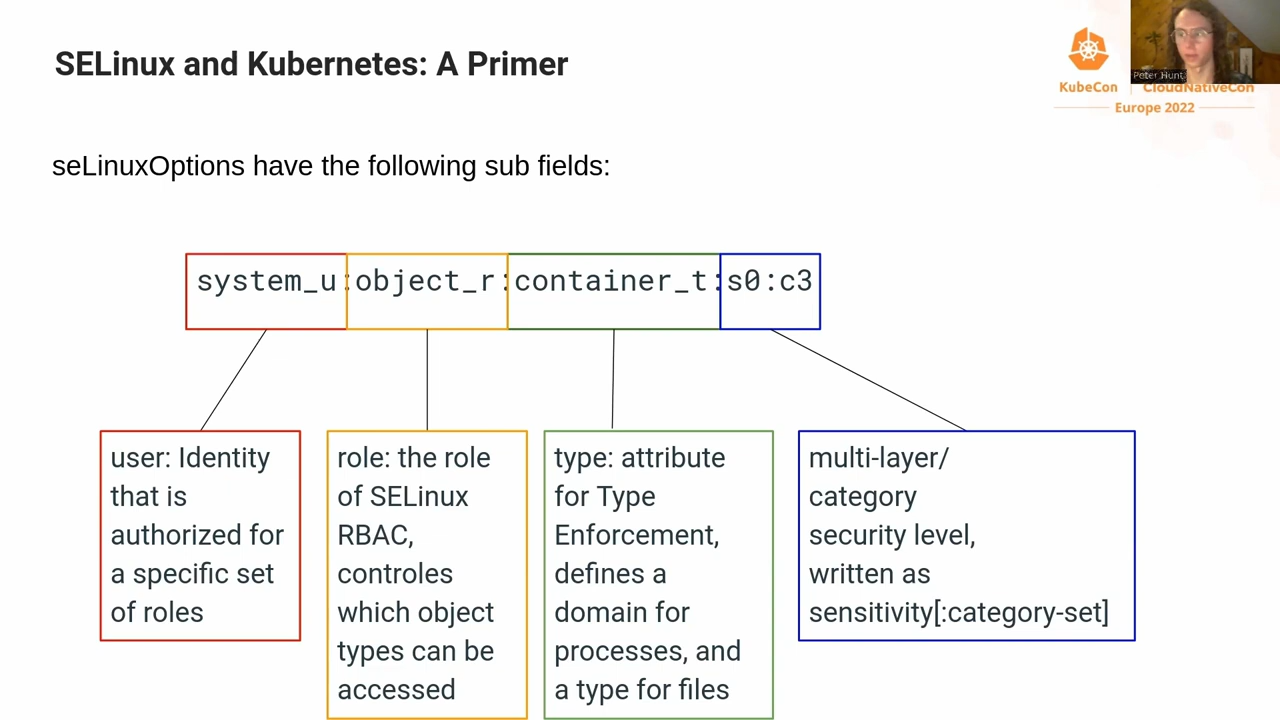 SELinux and Kubernetes: A Primer
Peter Hunt
KubeCon
CloudNativeCon
Europe 2022
seLinuxOptions have the following sub fields:
system_u:object_r:container_t:s0:c3
user: Identity
that is
authorized for
a specific set
of roles
role: the role
of SELinux
RBAC,
controles
which object
types can be
accessed
type: attribute
for Type
Enforcement,
defines a
domain for
processes, and
a type for files
multi-layer/
category
security level,
written as
sensitivity[:category-set]